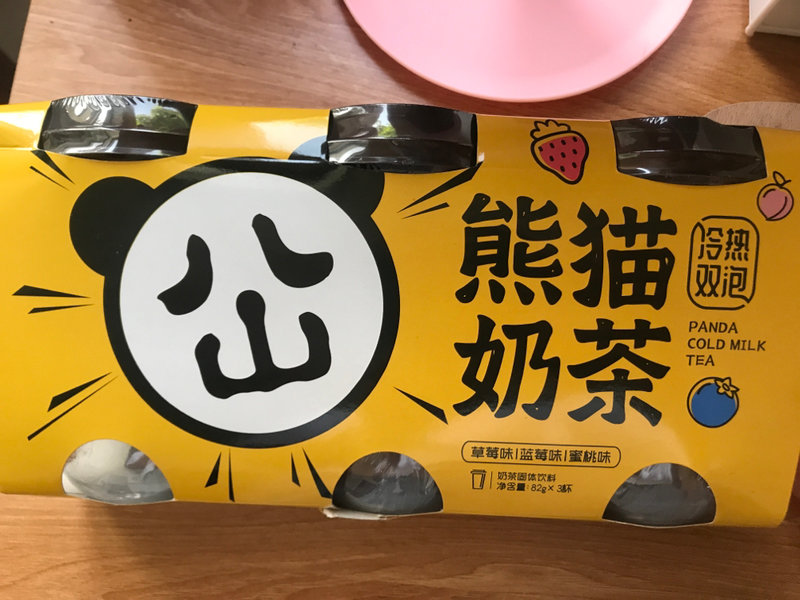 熊猫
奶茶
冷热
双泡
PANDA
COLD MILK
TEA
草莓味|蓝莓味|蜜桃味
奶茶固体饮料
净含量: 82g×3杯